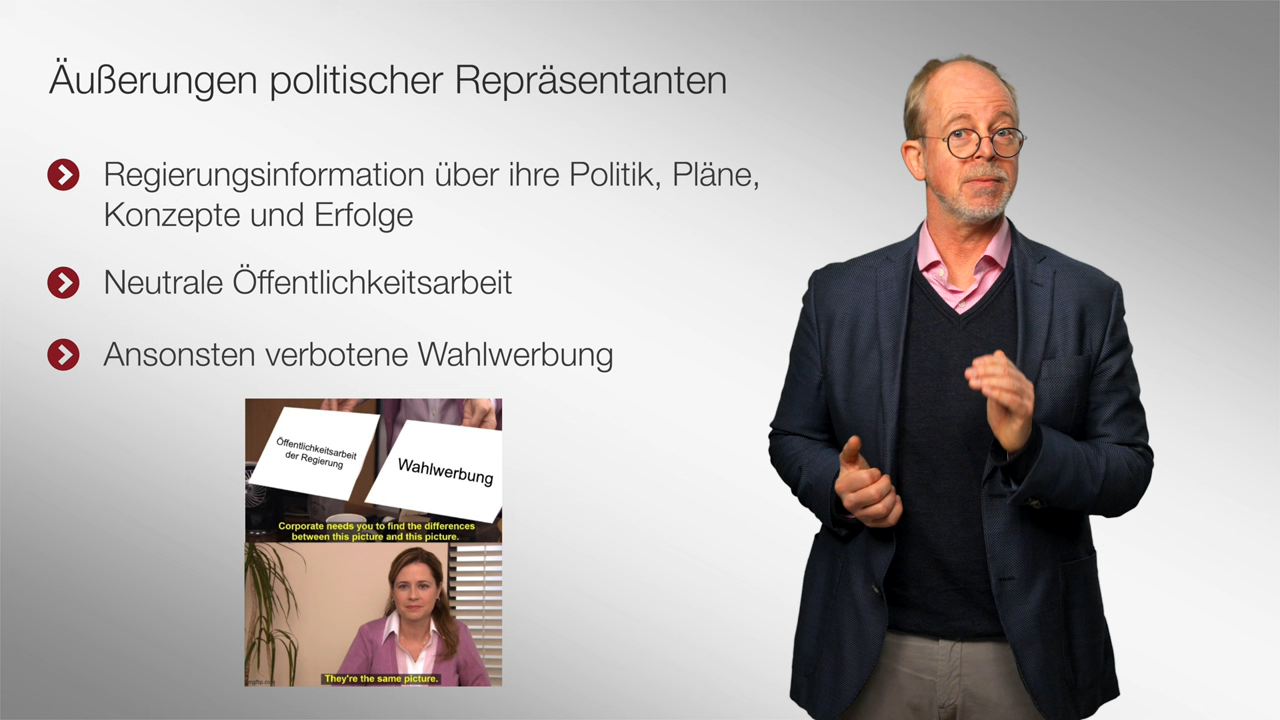 Äußerungen politischer Repräsentanten
Regierungsinformation über ihre Politik, Pläne,
Konzepte und Erfolge
Neutrale Öffentlichkeitsarbeit
Ansonsten verbotene Wahlwerbung
Öffentlichkeitsarbeit
der Regierung
Wahlwerbung
Corporate needs you to find the differences
between this picture and this picture.
They're the same picture.
imgflip.com